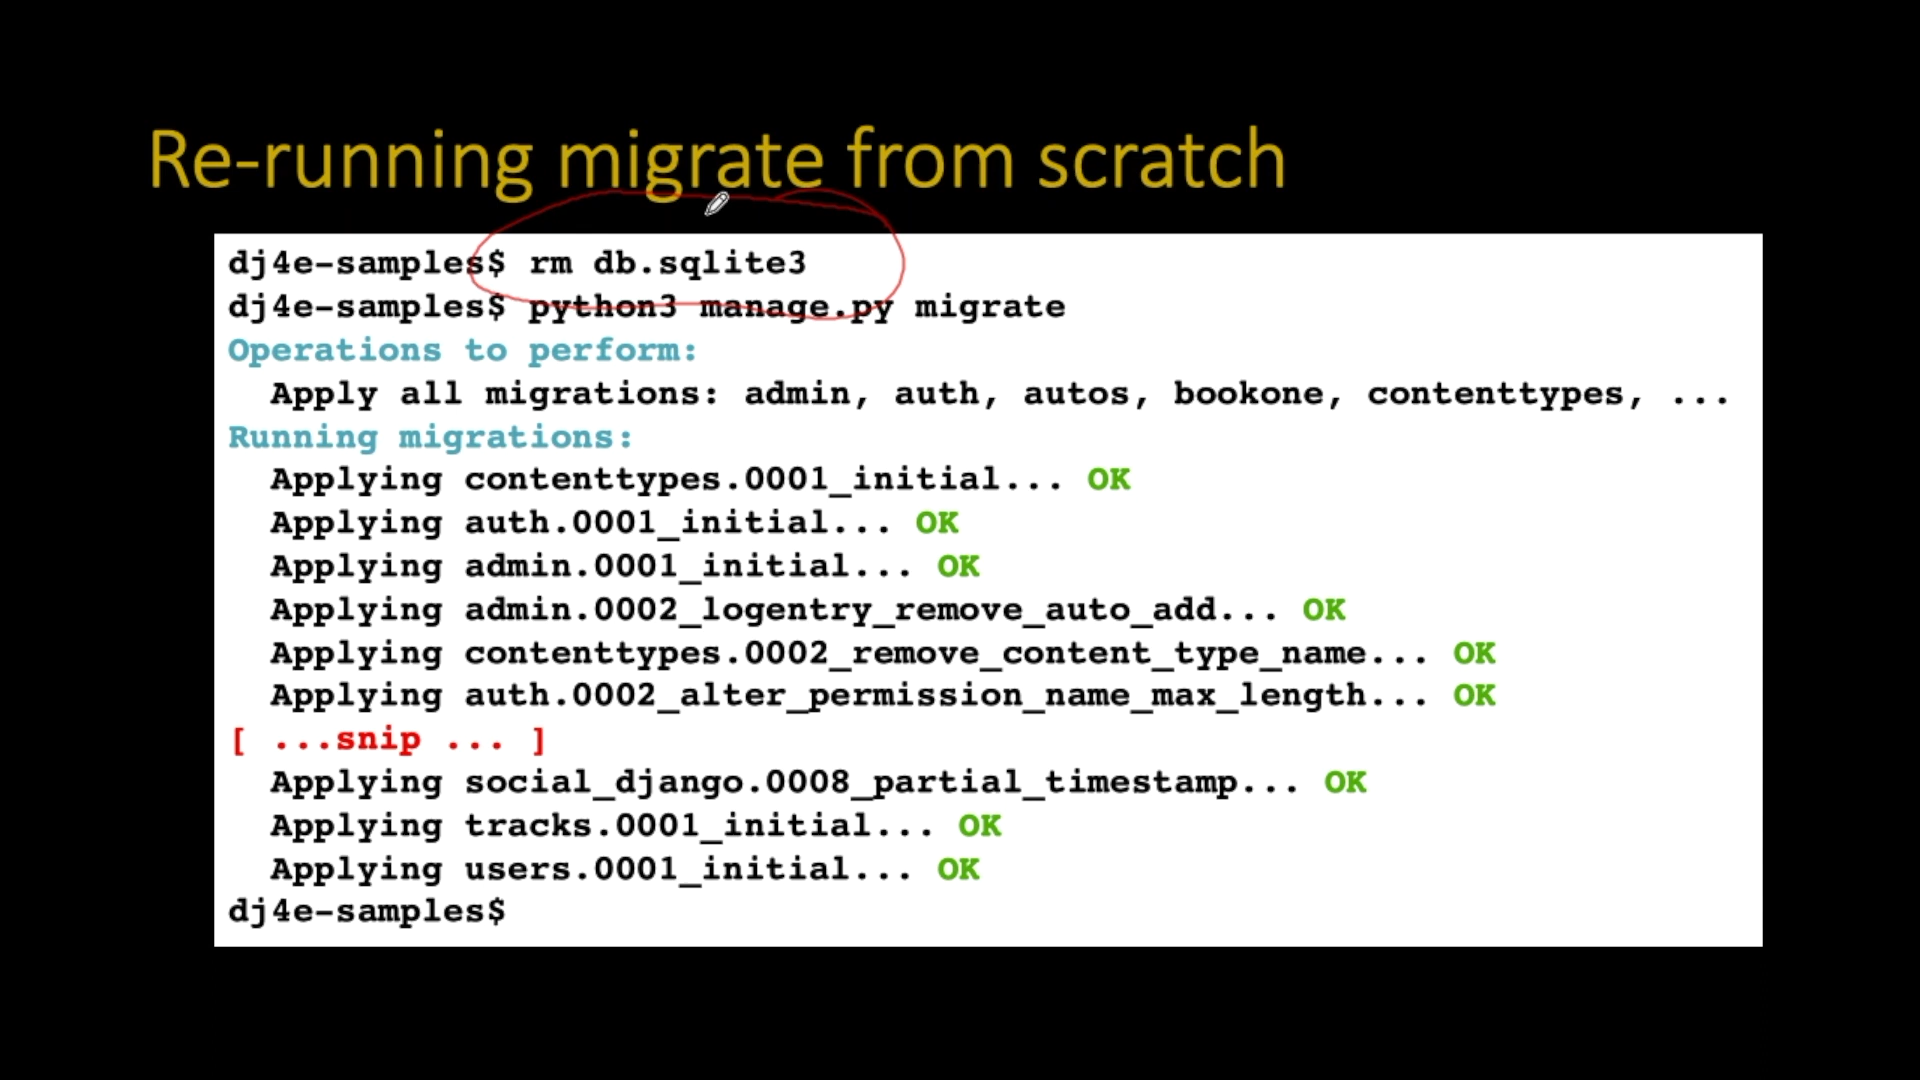 Re-running migrate from scratch
dj4e-samples$ rm db.sqlite3
dj4e-samples$ python3 manage.py migrate
Operations to perform:
  Apply all migrations: admin, auth, autos, bookone, contenttypes, ...
Running migrations:
  Applying contenttypes.0001_initial... OK
  Applying auth.0001_initial... OK
  Applying admin.0001_initial... OK
  Applying admin.0002_logentry_remove_auto_add... OK
  Applying contenttypes.0002_remove_content_type_name... OK
  Applying auth.0002_alter_permission_name_max_length... OK
[ ...snip ... ]
  Applying social_django.0008_partial_timestamp... OK
  Applying tracks.0001_initial... OK
  Applying users.0001_initial... OK
dj4e-samples$